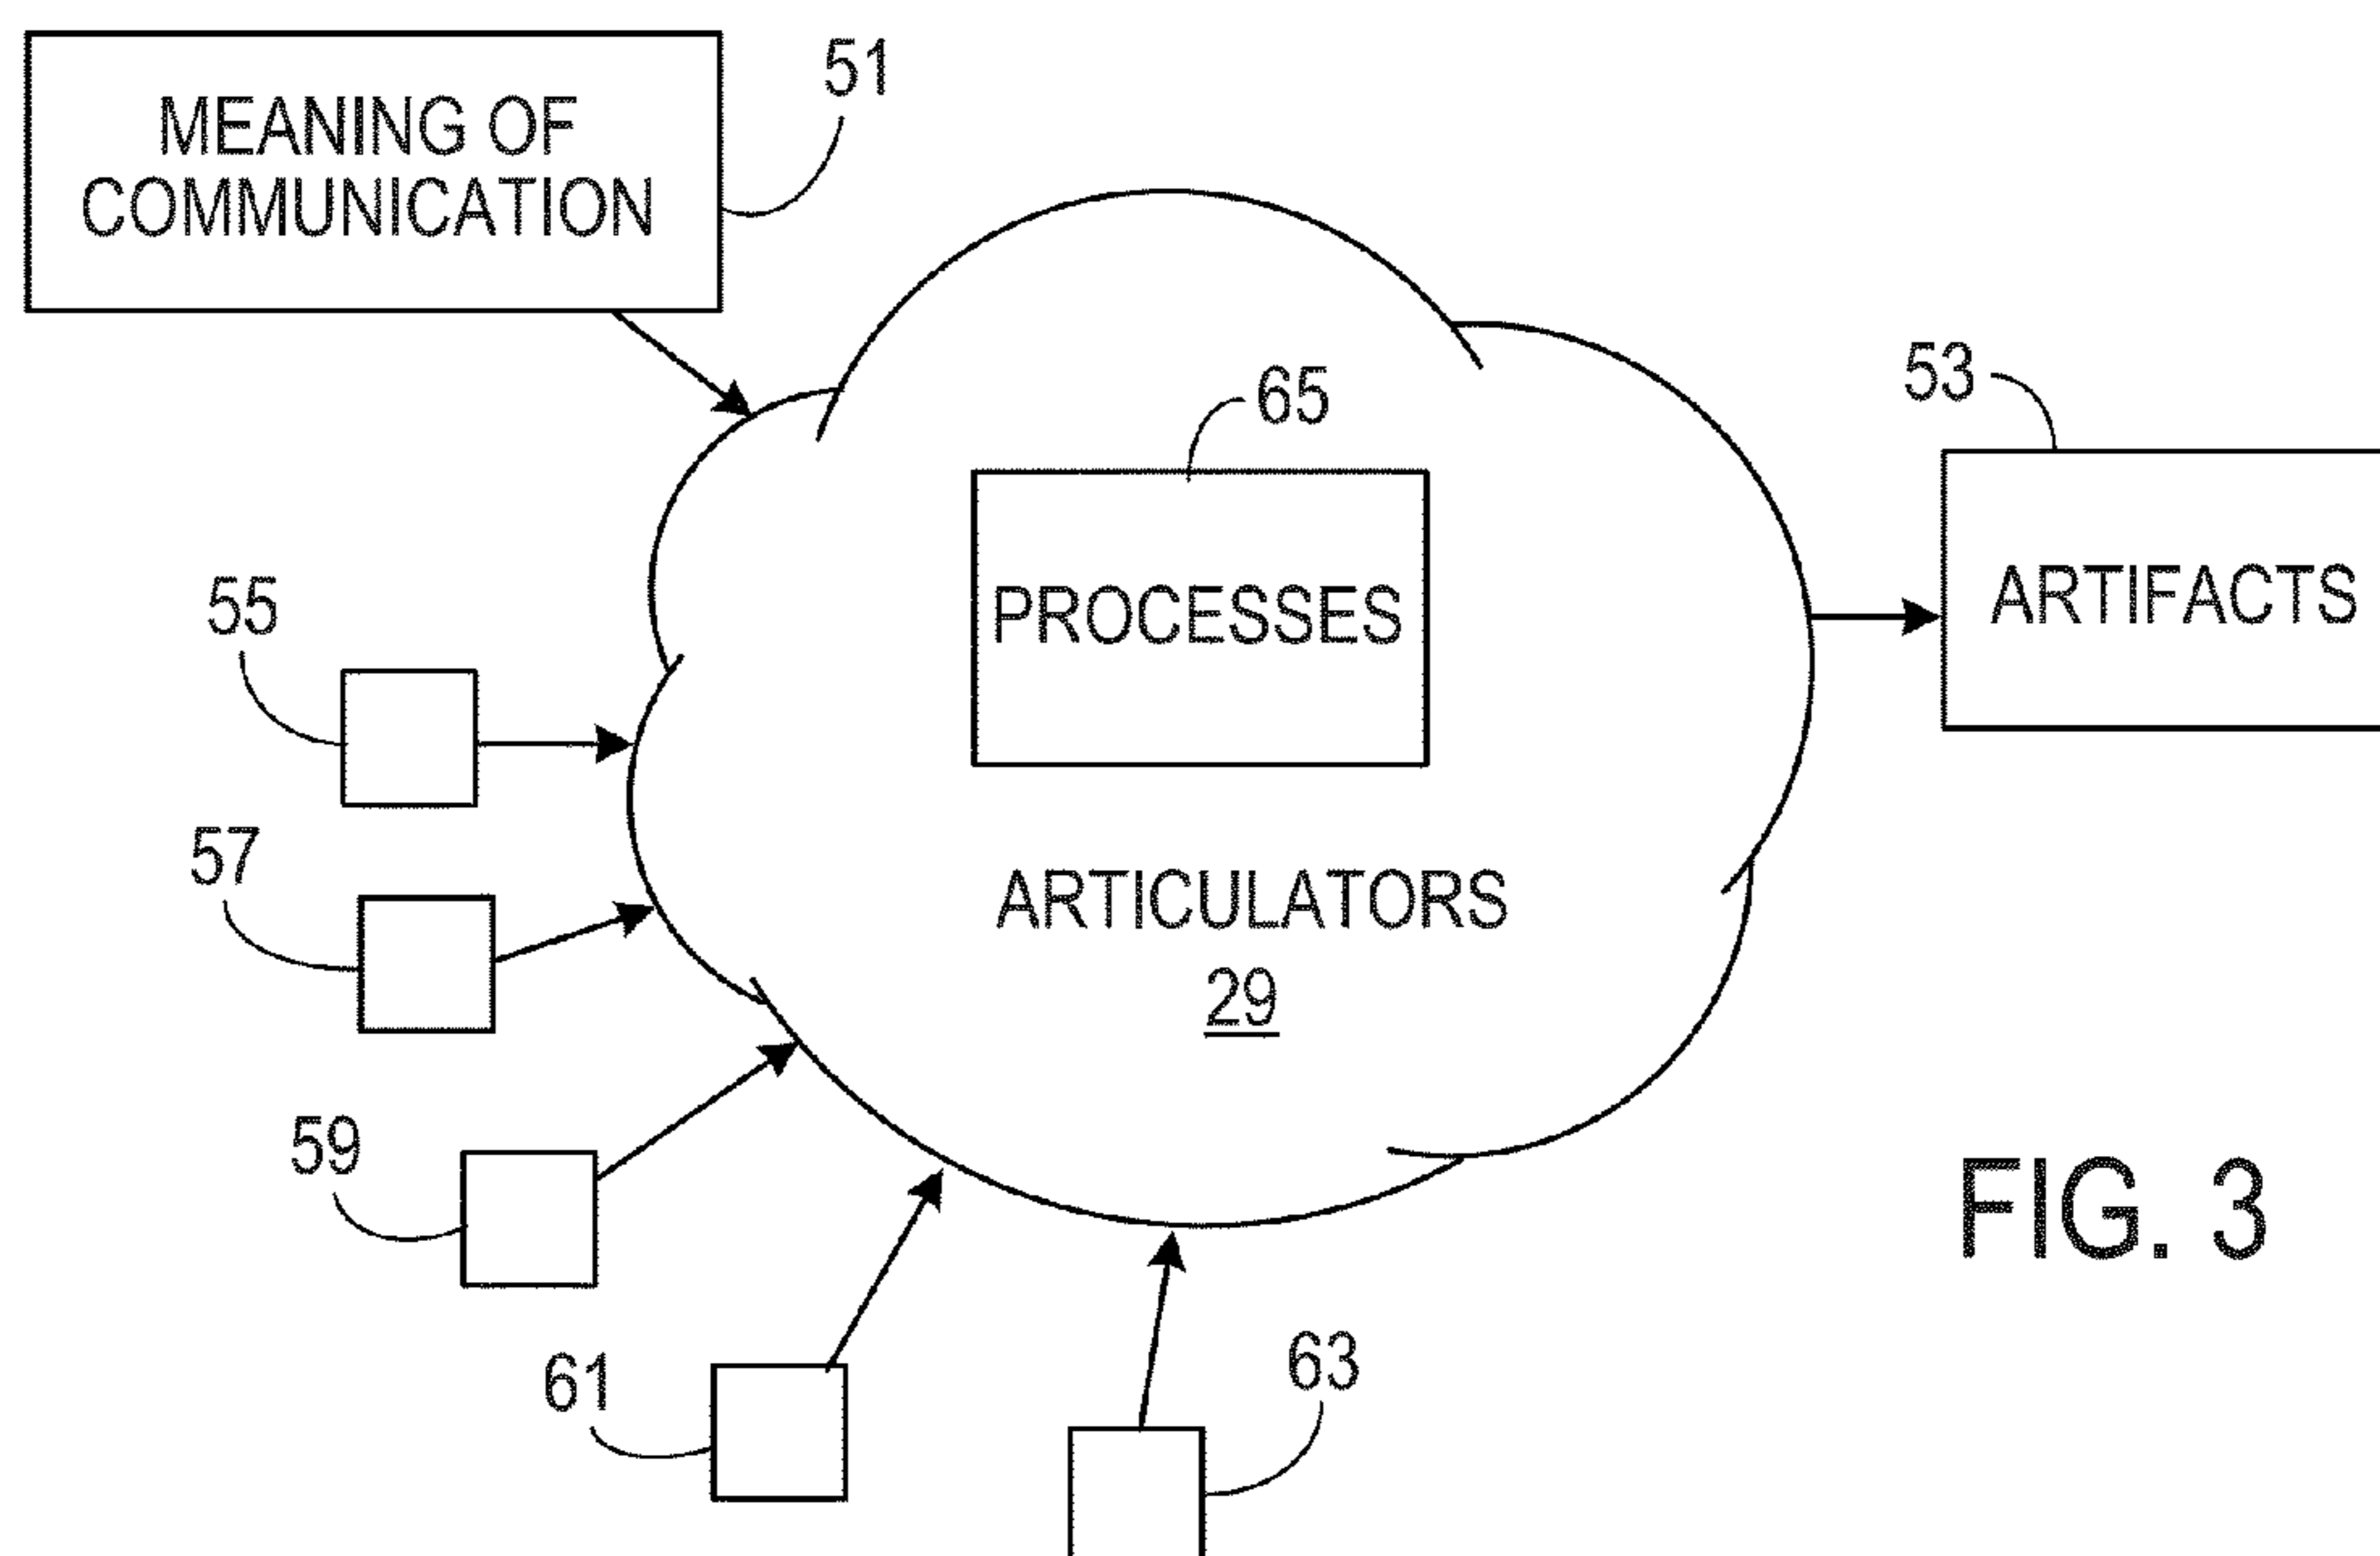 MEANING OF
COMMUNICATION
51
65
53
PROCESSES
ARTIFACTS
55
57
ARTICULATORS
29
59
61
63
FIG. 3